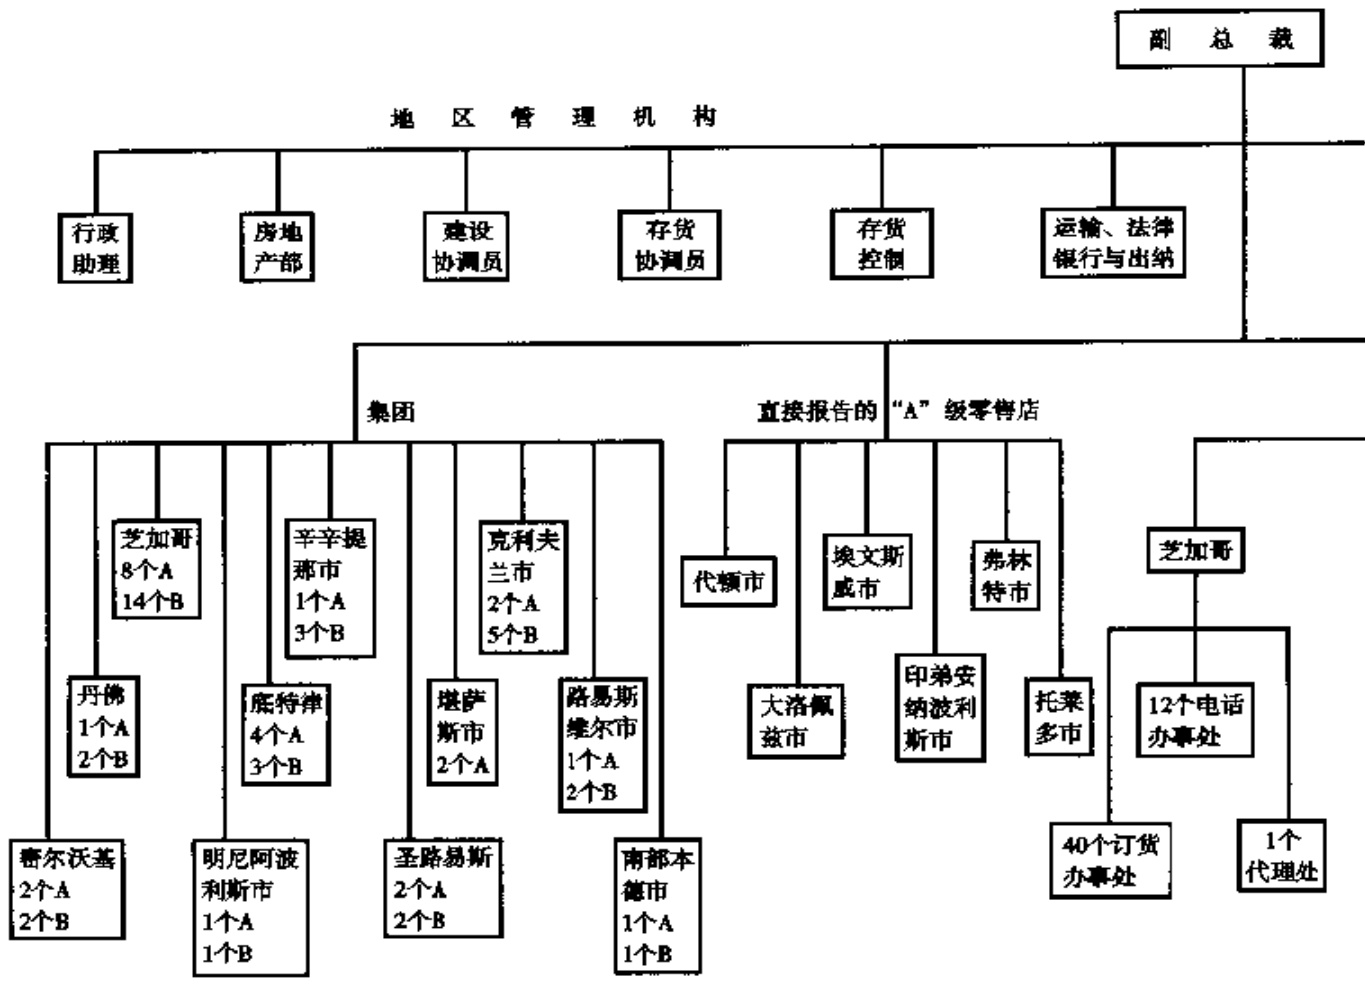 副总裁
地区管理机构
行政
助理
房地
产部
建设
协调员
存货
协调员
存货
控制
运输、法律
银行与出纳
集团
直接报告的“A”级零售店
芝加哥
8个A
14个B
辛辛提
那市
1个A
3个B
克利夫
兰市
2个A
5个B
丹佛
1个A
2个B
底特津
4个A
3个B
堪萨
斯市
2个A
路易斯
维尔市
1个A
2个B
密尔沃基
2个A
2个B
明尼阿波
利斯市
1个A
1个B
圣路易斯
2个A
2个B
南部本
德市
1个A
1个B
代顿市
埃文斯
威市
弗林
特市
大洛佩
兹市
印弟安
纳波利
斯市
托莱
多市
芝加哥
12个电话
办事处
40个订货
办事处
1个
代理处